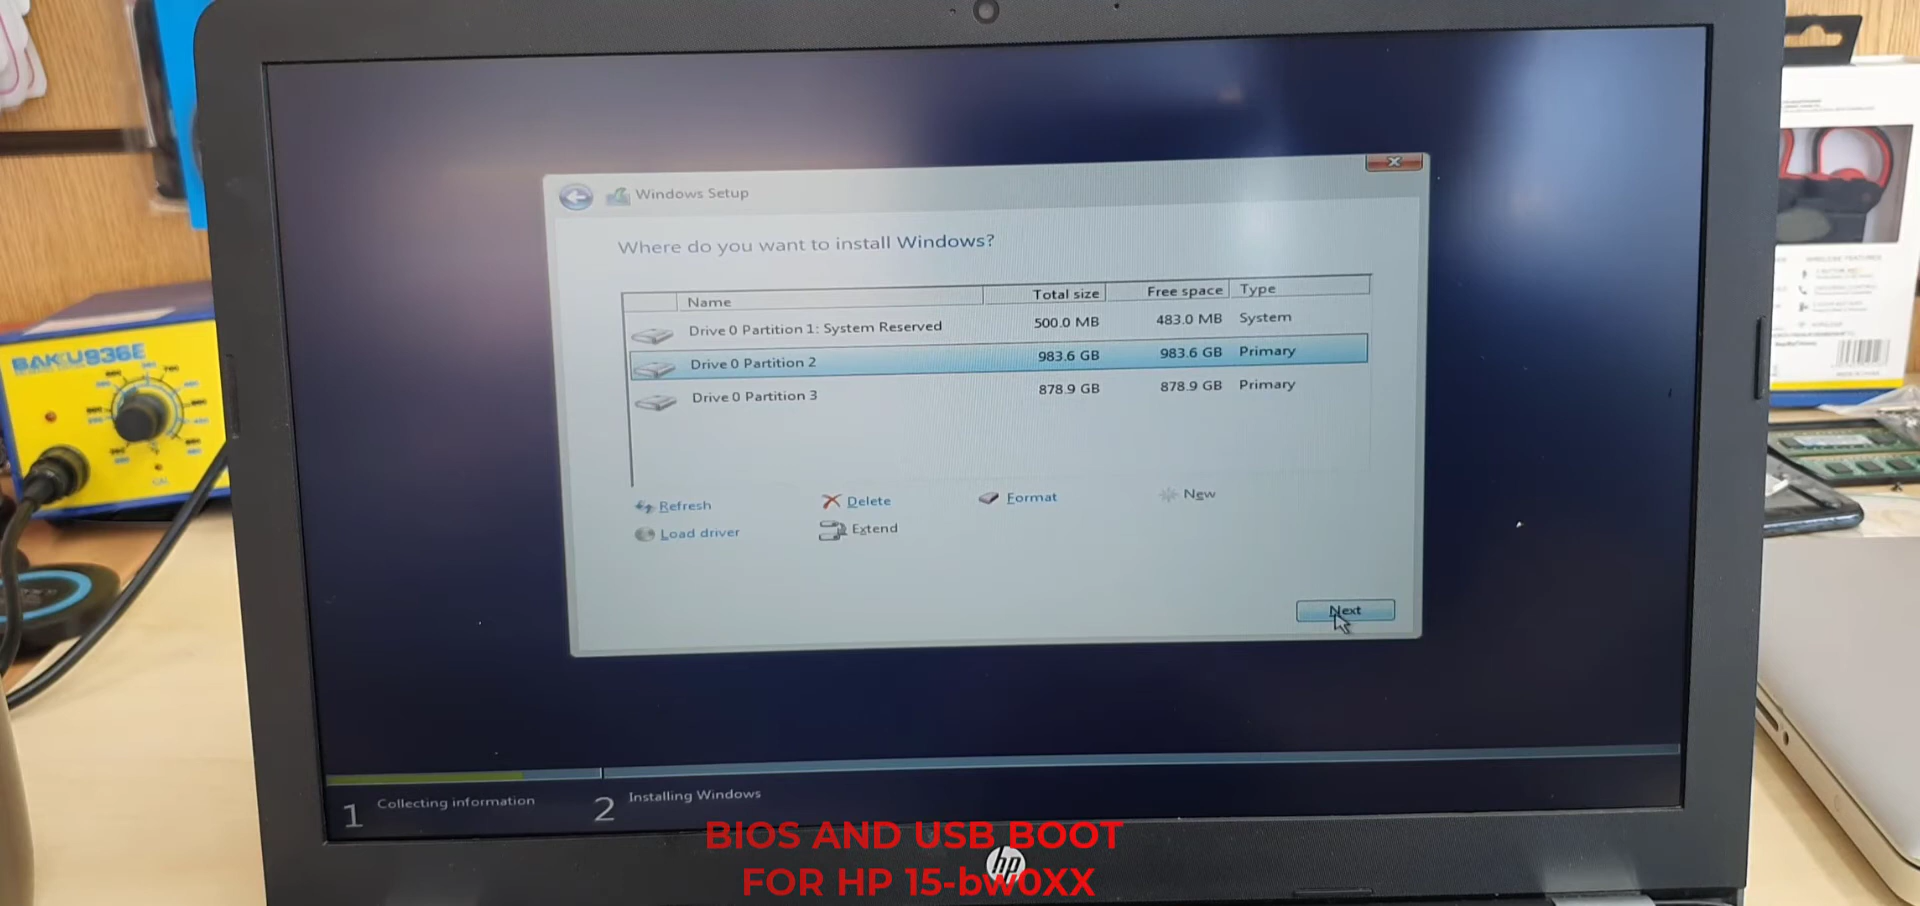 Windows Setup
Where do you want to install Windows?
Name Total size Free space Type
Drive 0 Partition 1: System Reserved 500.0 MB 483.0 MB System
Drive 0 Partition 2 983.6 GB 983.6 GB Primary
Drive 0 Partition 3 878.9 GB 878.9 GB Primary
Refresh Delete Format New
Load driver Extend
Next
1 Collecting information 2 Installing Windows
BAKU936E
hp
BIOS AND USB BOOT
FOR HP 15-bw0XX